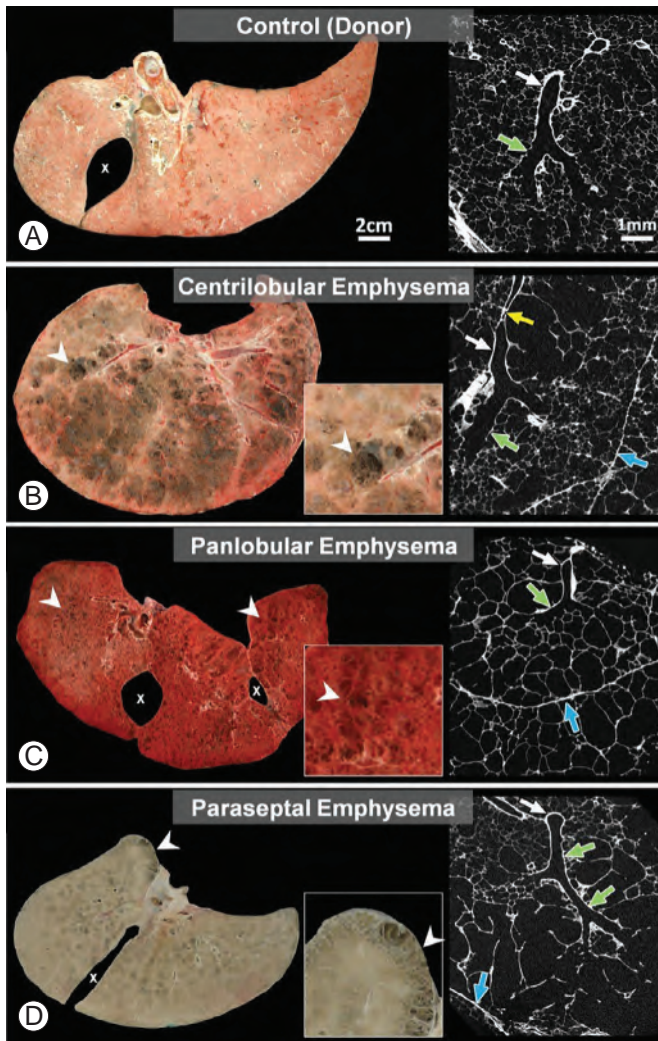 Control (Donor)
X
2cm
1mm
A
Centrilobular Emphysema
B
Panlobular Emphysema
X
X
C
Paraseptal Emphysema
X
D